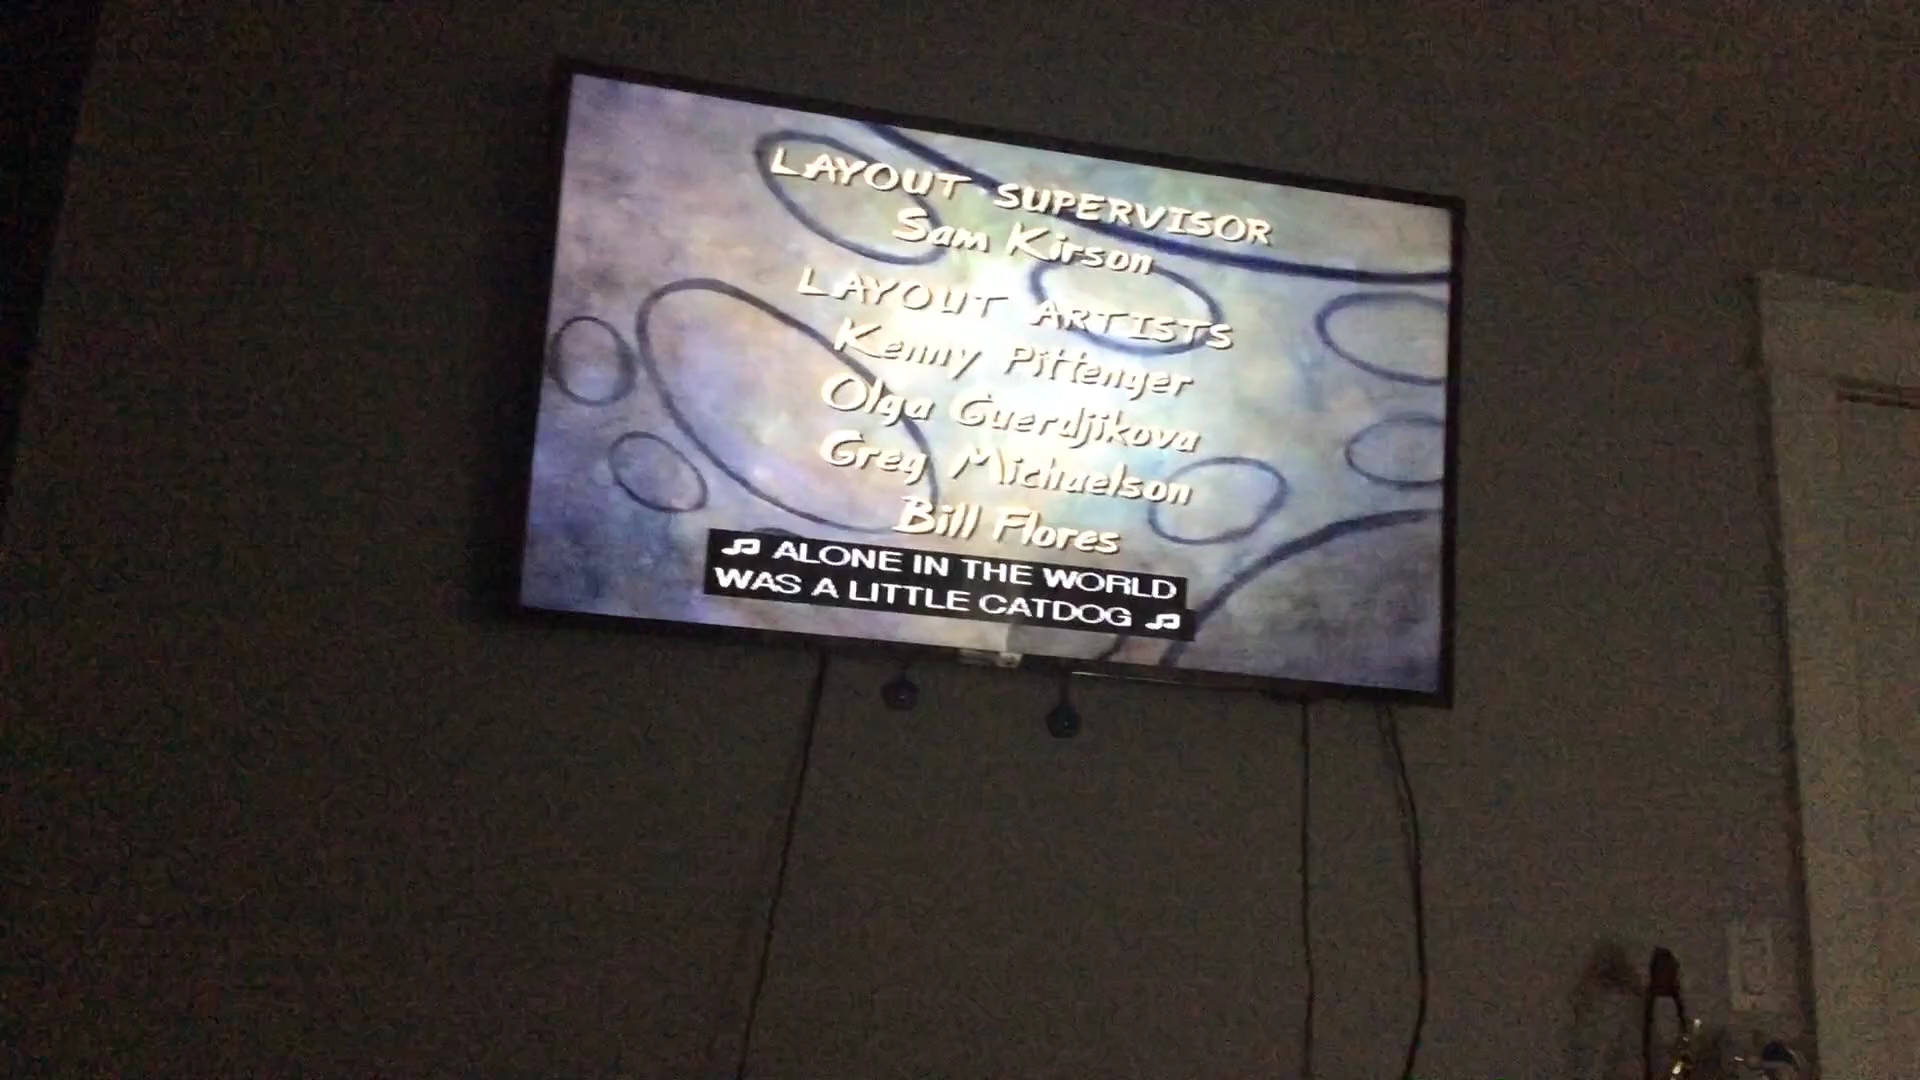 LAYOUT SUPERVISOR
Sam Kirson
LAYOUT ARTISTS
Kenny Pittenger
Olga Guerdjikova
Greg Michaelson
Bill Flores
♫ ALONE IN THE WORLD
WAS A LITTLE CATDOG ♫